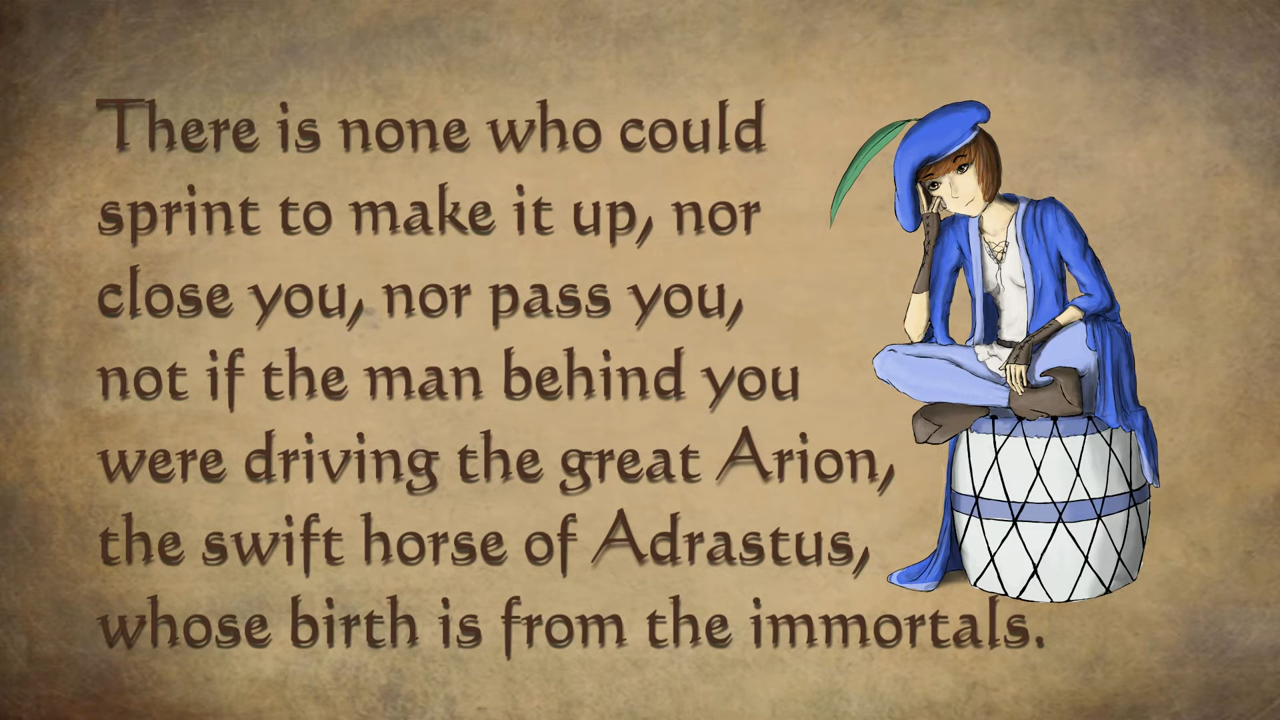 There is none who could
sprint to make it up, nor
close you, nor pass you,
not if the man behind you
were driving the great Arion,
the swift horse of Adrastus,
whose birth is from the immortals.